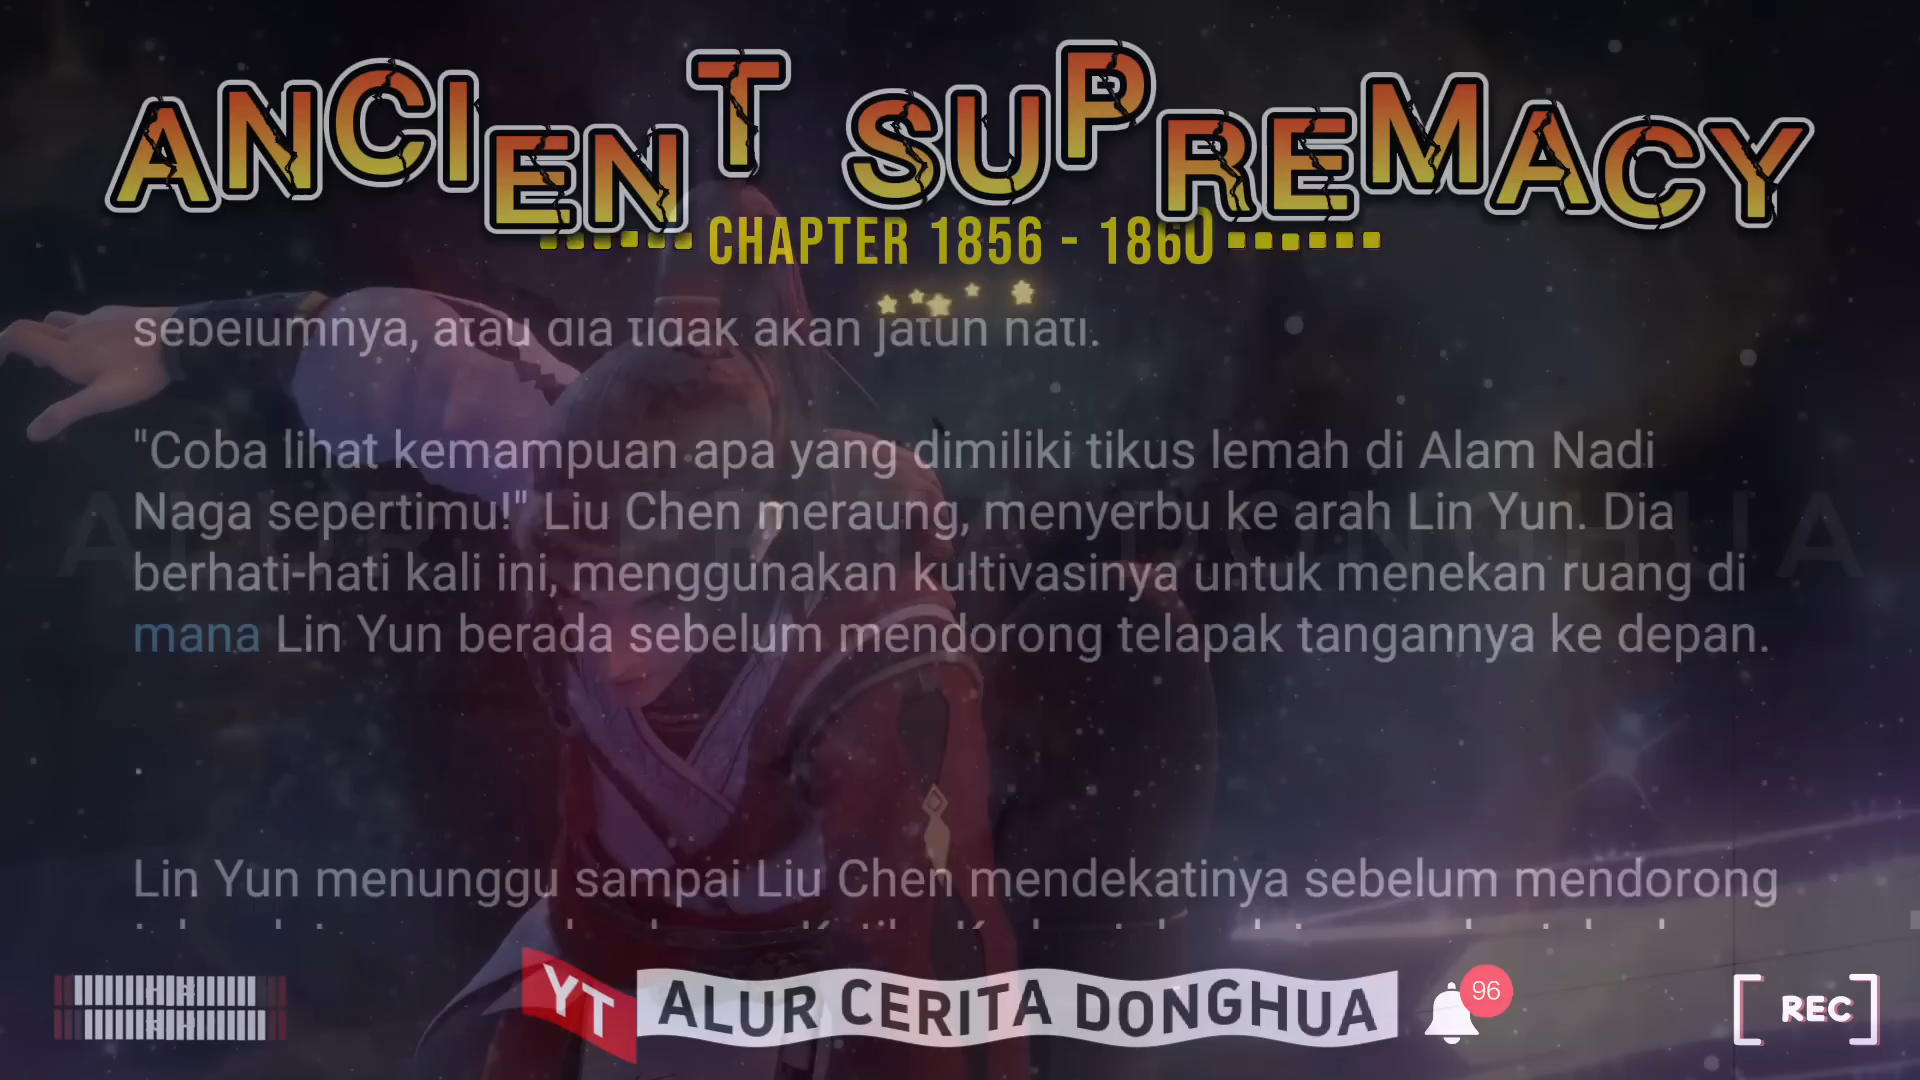 ANCIENT SUPREMACY
CHAPTER 1856 - 1860
sebelumnya, atau dia tidak akan jatuh hati.
"Coba lihat kemampuan apa yang dimiliki tikus lemah di Alam Nadi
Naga sepertimu!" Liu Chen meraung, menyerbu ke arah Lin Yun. Dia
berhati-hati kali ini, menggunakan kultivasinya untuk menekan ruang di
mana Lin Yun berada sebelum mendorong telapak tangannya ke depan.
Lin Yun menunggu sampai Liu Chen mendekatinya sebelum mendorong
YT ALUR CERITA DONGHUA
96
REC